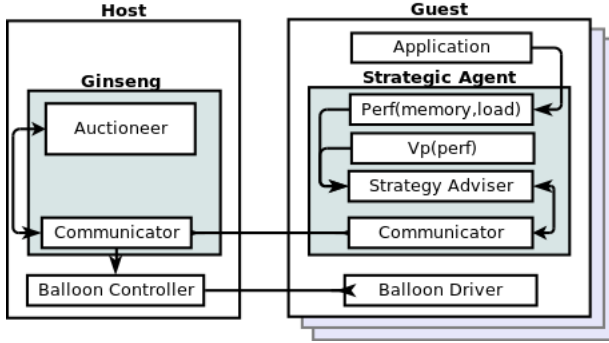 Host
Ginseng
Auctioneer
Communicator
Balloon Controller
Guest
Application
Strategic Agent
Perf(memory,load)
Vp(perf)
Strategy Adviser
Communicator
Balloon Driver